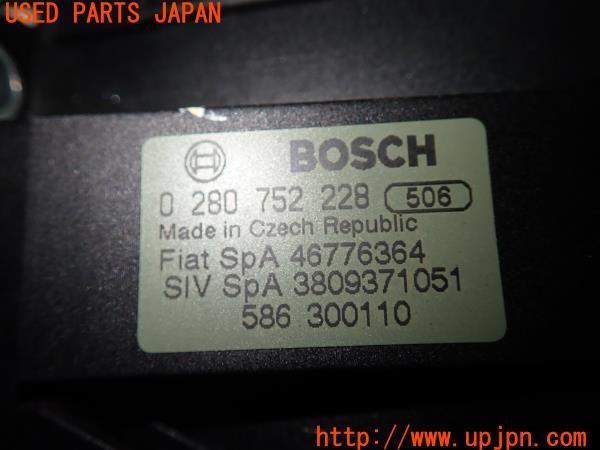 USED PARTS JAPAN
BOSCH
0 280 752 228 506
Made in Czech Republic
Fiat SpA 46776364
SIV SpA 3809371051
586 300110
http://www.upjpn.com/